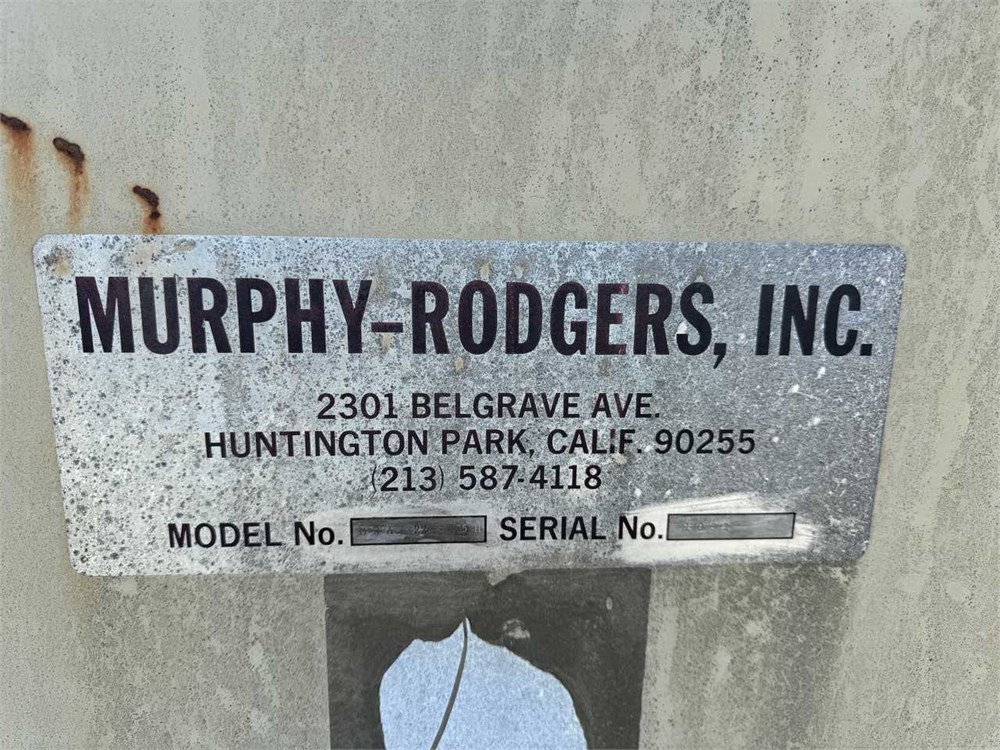 MURPHY-RODGERS, INC.
2301 BELGRAVE AVE.
HUNTINGTON PARK, CALIF. 90255
(213) 587-4118
MODEL No. SERIAL No.